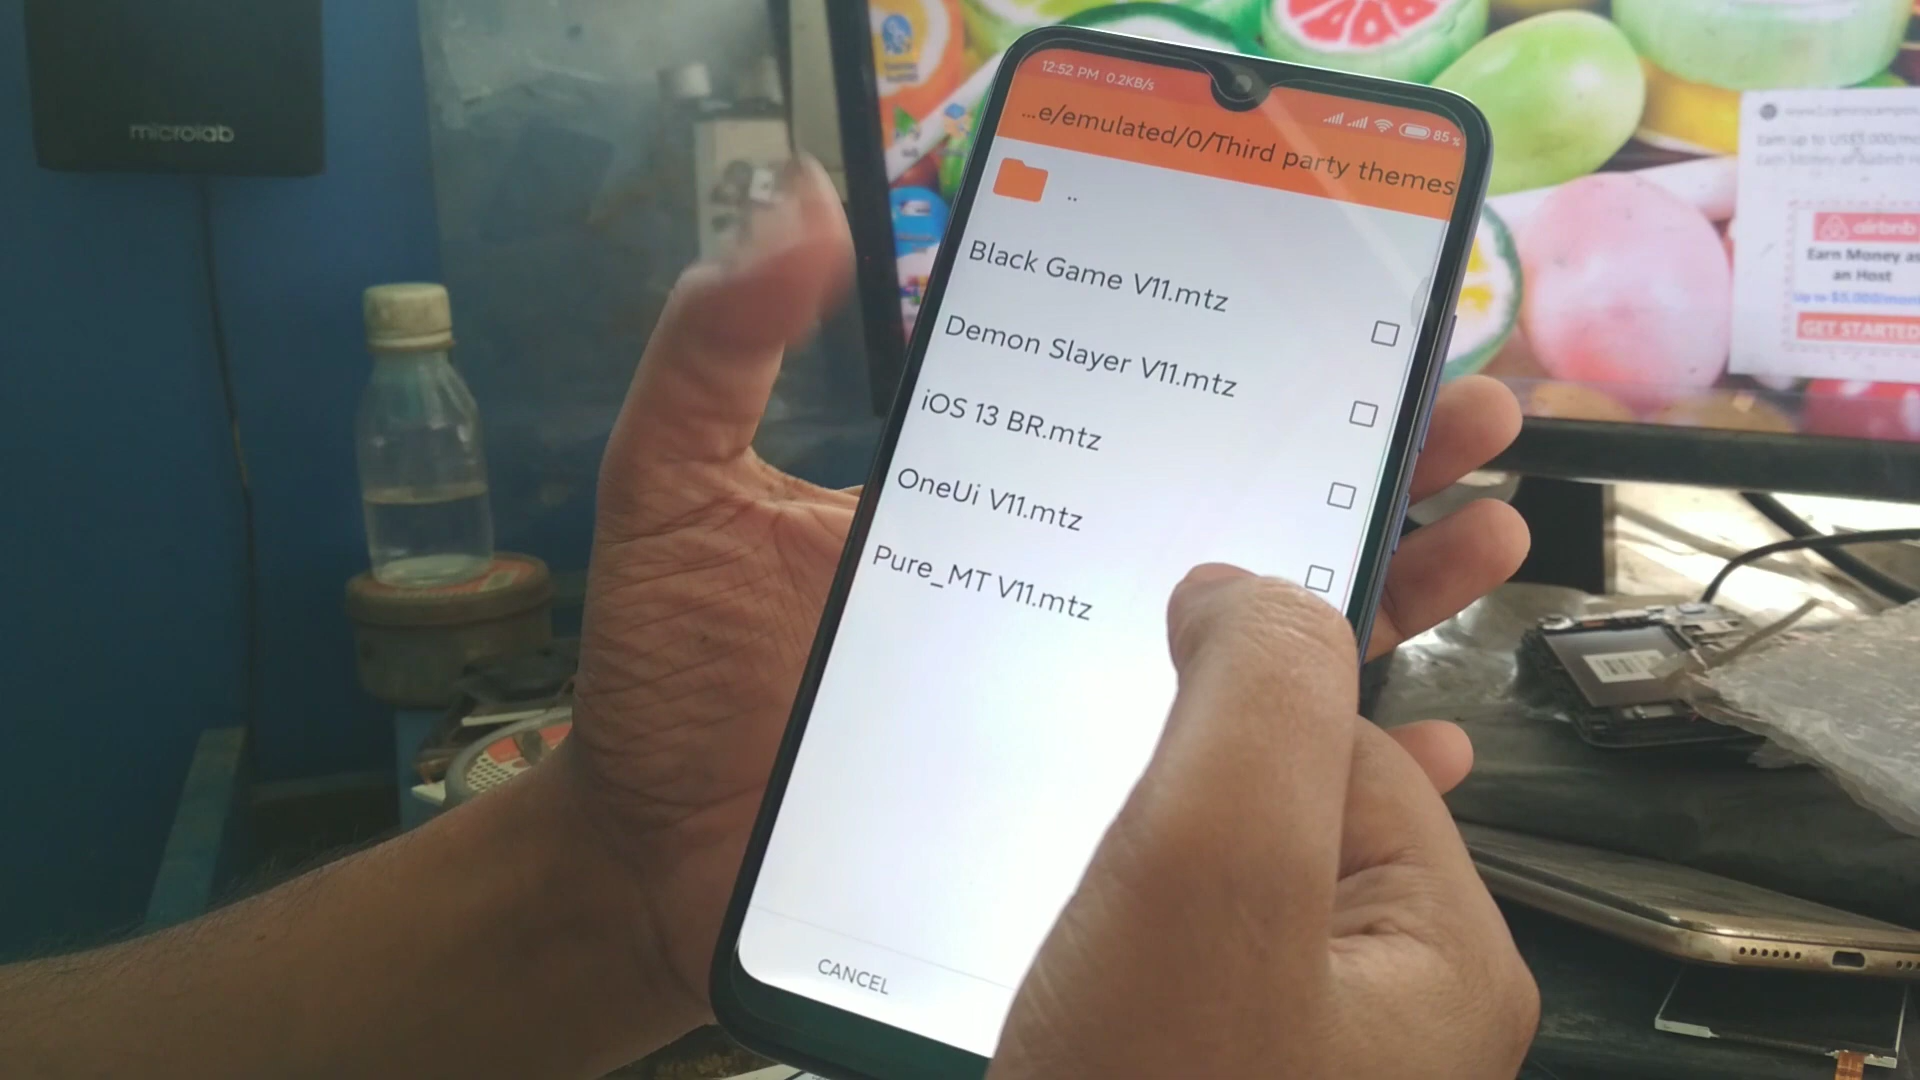 microlab
12:52 PM 0.2KB/s
85%
...e/emulated/0/Third party themes
..
Black Game V11.mtz
Demon Slayer V11.mtz
iOS 13 BR.mtz
OneUi V11.mtz
Pure_MT V11.mtz
CANCEL
airbnb
Earn Money as
an Host
GET STARTED